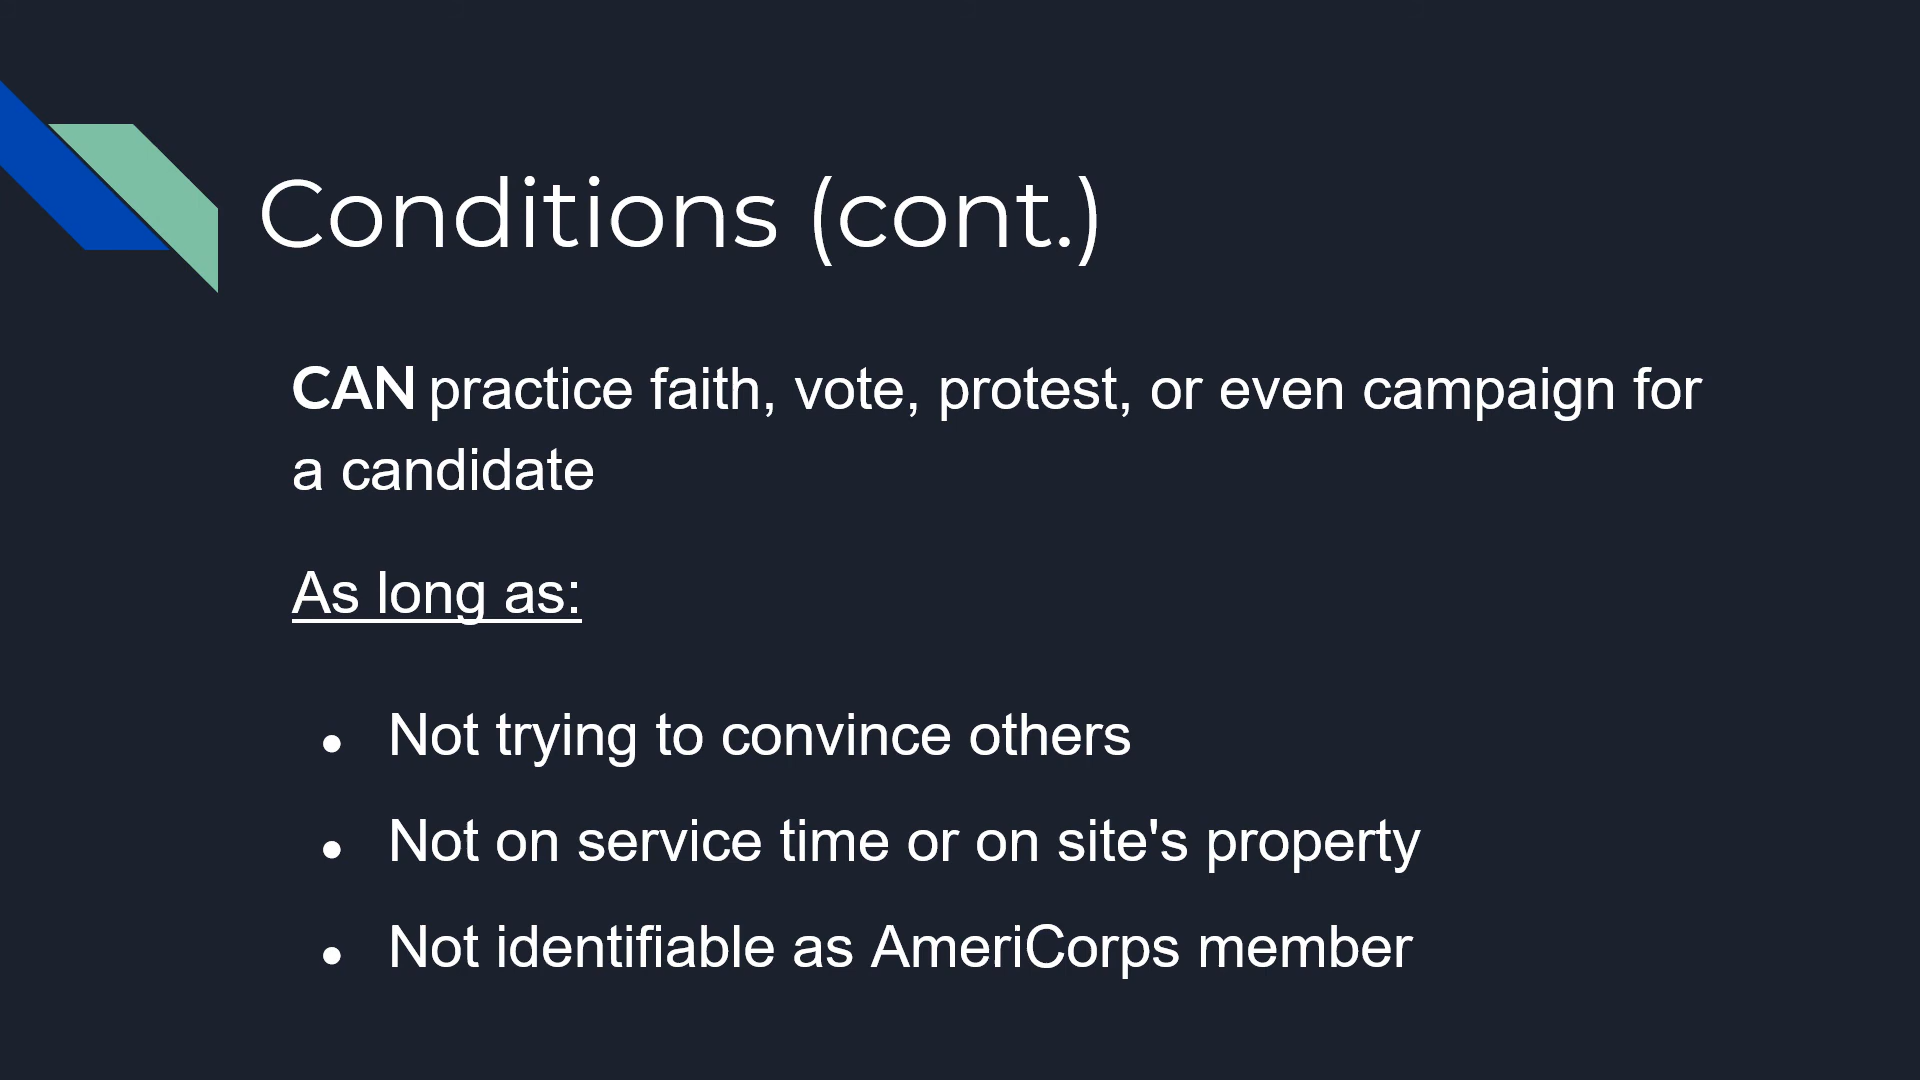 Conditions (cont.)
CAN practice faith, vote, protest, or even campaign for
a candidate
As long as:
● Not trying to convince others
● Not on service time or on site's property
● Not identifiable as AmeriCorps member